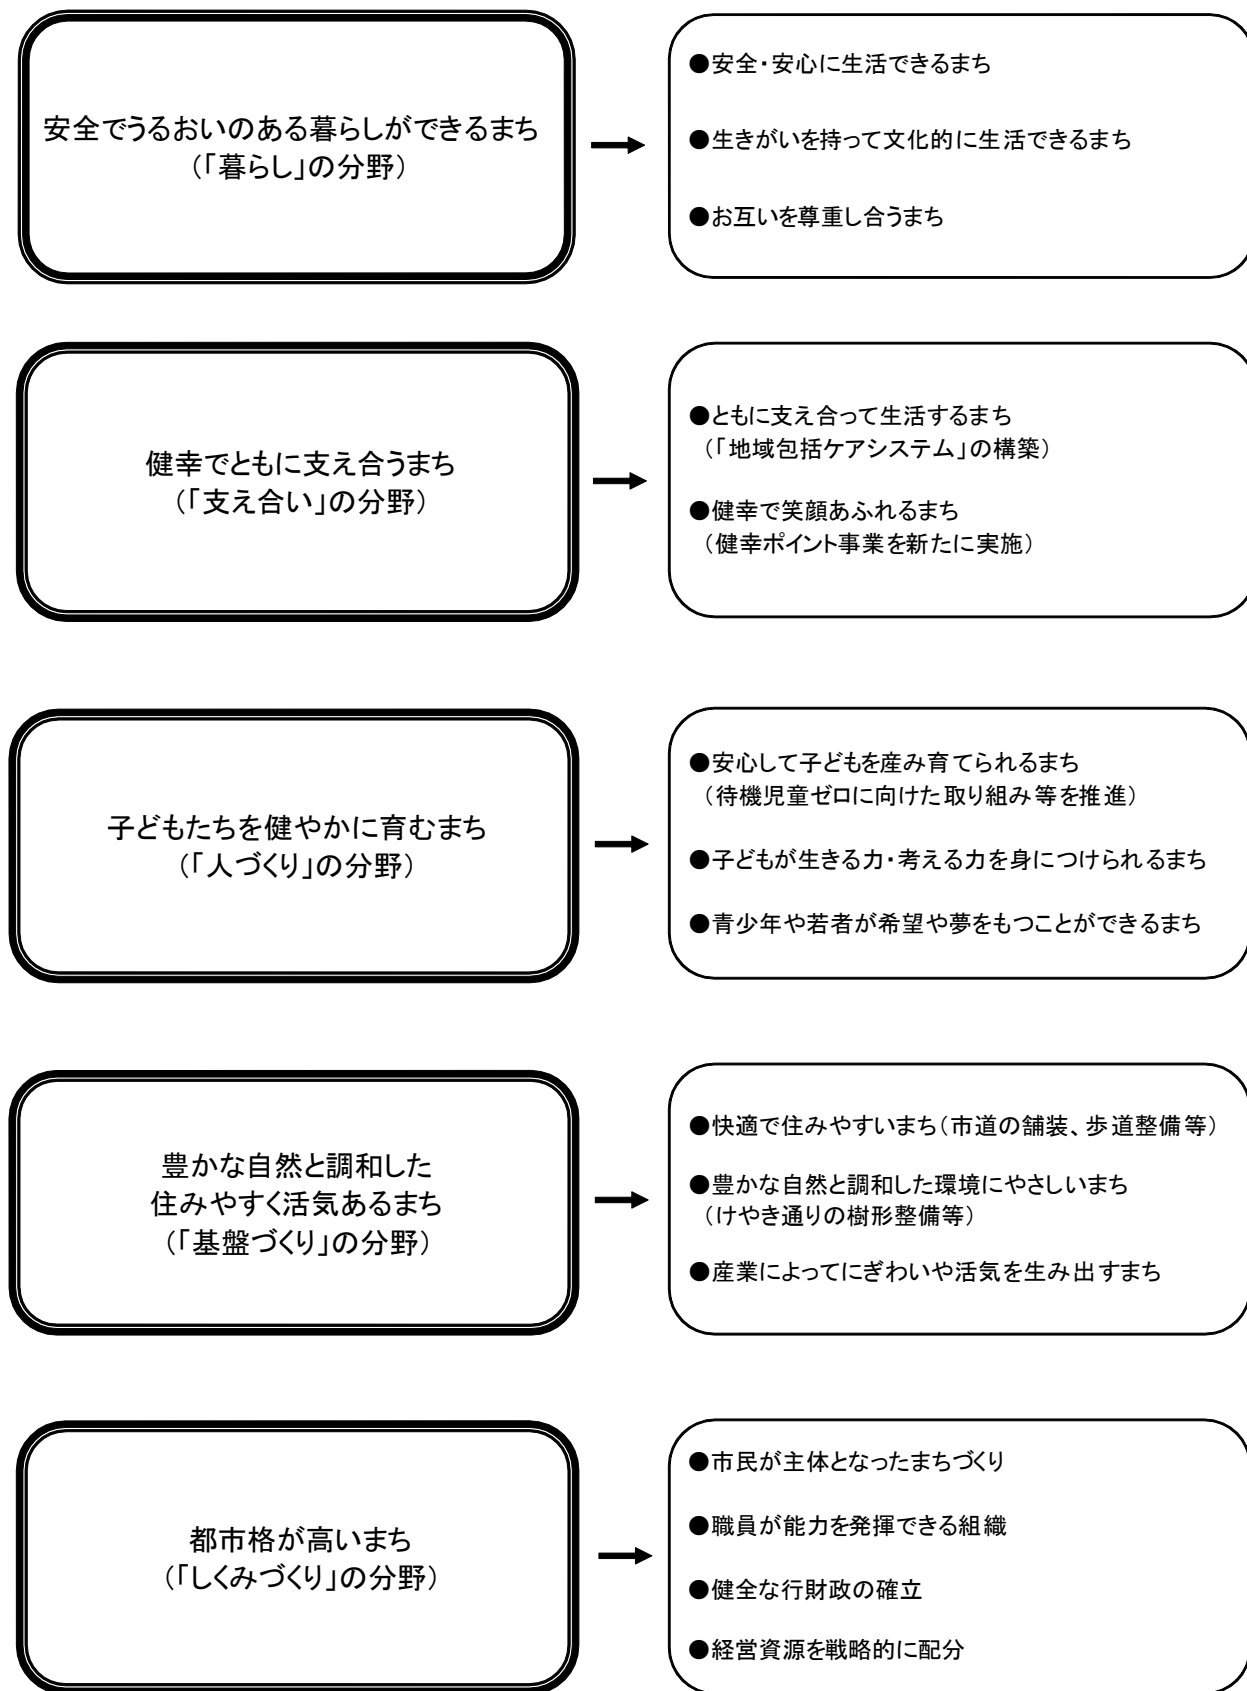 安全でうるおいのある暮らしができるまち
（「暮らし」の分野）
●安全・安心に生活できるまち
●生きがいを持って文化的に生活できるまち
●お互いを尊重し合うまち
健幸でともに支え合うまち
（「支え合い」の分野）
●ともに支え合って生活するまち
（「地域包括ケアシステム」の構築）
●健幸で笑顔あふれるまち
（健幸ポイント事業を新たに実施）
子どもたちを健やかに育むまち
（「人づくり」の分野）
●安心して子どもを産み育てられるまち
（待機児童ゼロに向けた取り組み等を推進）
●子どもが生きる力・考える力を身につけられるまち
●青少年や若者が希望や夢をもつことができるまち
豊かな自然と調和した
住みやすく活気あるまち
（「基盤づくり」の分野）
●快適で住みやすいまち（市道の舗装、歩道整備等）
●豊かな自然と調和した環境にやさしいまち
（けやき通りの樹形整備等）
●産業によってにぎわいや活気を生み出すまち
都市格が高いまち
（「しくみづくり」の分野）
●市民が主体となったまちづくり
●職員が能力を発揮できる組織
●健全な行財政の確立
●経営資源を戦略的に配分